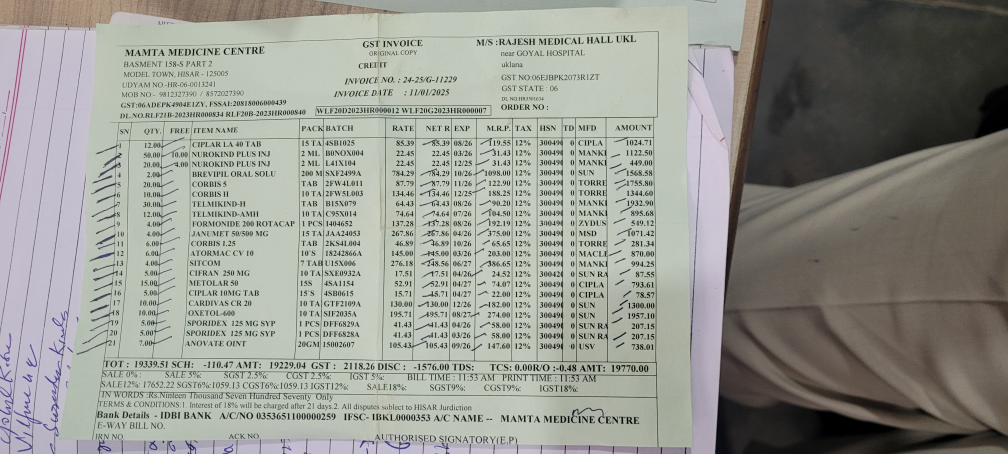 MAMTA MEDICINE CENTRE
BASMENT 158-S PART 2
MODEL TOWN, HISAR - 125005
UDYAM NO.-HR-06-0013241
MOB NO - 9812327390 / 8572027390
GST:06ADEPK4904E1ZY, FSSAI:20818006000439
DL.NO.RLF21B-2023HR000834 RLF20B-2023HR000840 WLF20D2023HR000012 WLF20G2023HR000007
GST INVOICE
ORIGINAL COPY
CREDIT
INVOICE NO. : 24-25/G-11229
INVOICE DATE : 11/01/2025
M/S :RAJESH MEDICAL HALL UKL
near GOYAL HOSPITAL
uklana
GST NO:06EJBPK2073R1ZT
GST STATE : 06
ORDER NO :
SN QTY. FREE ITEM NAME PACK BATCH RATE NET R EXP M.R.P. TAX HSN TD MFD AMOUNT
1 12.00 CIPLAR LA 40 TAB 15 TA 4SB1025 85.39 85.39 08/26 119.55 12% 300490 0 CIPLA 1024.71
2 50.00 10.00 NUROKIND PLUS INJ 2 ML B0NOX004 22.45 22.45 03/26 31.43 12% 300490 0 MANKI 1122.50
3 20.00 4.00 NUROKIND PLUS INJ 2 ML L41X104 22.45 22.45 12/25 31.43 12% 300490 0 MANKI 449.00
4 2.00 BREVIPIL ORAL SOLU 200 M SXF2499A 784.29 784.29 10/26 1098.00 12% 300490 0 SUN 1568.58
5 20.00 CORBIS 5 TAB 2FW4L011 87.79 87.79 11/26 122.90 12% 300490 0 TORRE 1755.80
6 10.00 CORBIS II 10 TA 2FW5L003 134.46 134.46 12/25 188.25 12% 300490 0 TORRE 1344.60
7 30.00 TELMIKIND-H TAB B15X079 64.43 64.43 08/26 90.20 12% 300490 0 MANKI 1932.90
8 12.00 TELMIKIND-AMH 10 TA C95X014 74.64 74.64 07/26 104.50 12% 300490 0 MANKI 895.68
9 4.00 FORMONIDE 200 ROTACAP 1 PCS I404652 137.28 137.28 08/26 192.19 12% 300490 0 ZYDUS 549.12
10 4.00 JANUMET 50/500 MG 15 TA JAA24053 267.86 267.86 04/26 375.00 12% 300490 0 MSD 1071.42
11 6.00 CORBIS 1.25 TAB 2KS4L004 46.89 46.89 10/26 65.65 12% 300490 0 TORRE 281.34
12 6.00 ATORMAC CV 10 10'S 18242866A 145.00 145.00 03/26 203.00 12% 300490 0 MACLE 870.00
13 4.00 SITCOM 7 TAB U15X006 276.18 248.56 06/27 386.65 12% 300490 0 MANKI 994.25
14 5.00 CIFRAN 250 MG 10 TA SXE0932A 17.51 17.51 04/26 24.52 12% 300420 0 SUN RA 87.55
15 15.00 METOLAR 50 15S 4SA1154 52.91 52.91 04/27 74.07 12% 300490 0 CIPLA 793.61
16 5.00 CIPLAR 10MG TAB 15`S 4SB0615 15.71 15.71 04/27 22.00 12% 300490 0 CIPLA 78.57
17 10.00 CARDIVAS CR 20 10 TA GTF2109A 130.00 130.00 12/26 182.00 12% 300490 0 SUN 1300.00
18 10.00 OXETOL-600 10 TA SIF2035A 195.71 195.71 08/27 274.00 12% 300490 0 SUN 1957.10
19 5.00 SPORIDEX 125 MG SYP 1 PCS DFF6829A 41.43 41.43 04/26 58.00 12% 300490 0 SUN RA 207.15
20 5.00 SPORIDEX 125 MG SYP 1 PCS DFF6828A 41.43 41.43 03/26 58.00 12% 300490 0 SUN RA 207.15
21 7.00 ANOVATE OINT 20GM 15002607 105.43 105.43 09/26 147.60 12% 300490 0 USV 738.01
TOT : 19339.51 SCH: -110.47 AMT: 19229.04 GST : 2118.26 DISC : -1576.00 TDS: TCS: 0.00 R/O :-0.48 AMT: 19770.00
SALE 0%: SALE 5%: SGST 2.5%: CGST 2.5%: IGST 5%: BILL TIME : 11:53 AM PRINT TIME : 11:53 AM
SALE12%: 17652.22 SGST6%:1059.13 CGST6%:1059.13 IGST12%: SALE18%: SGST9%: CGST9%: IGST18%:
IN WORDS :Rs.Ninteen Thousand Seven Hundred Seventy Only
TERMS & CONDITIONS:1. Interest of 18% will be charged after 21 days.2. All disputes sublect to HISAR Jurdiction
Bank Details - IDBI BANK A/C/NO 0353651100000259 IFSC- IBKL0000353 A/C NAME -- MAMTA MEDICINE CENTRE
E-WAY BILL NO.
IRN NO ACK NO AUTHORISED SIGNATORY(E,P)